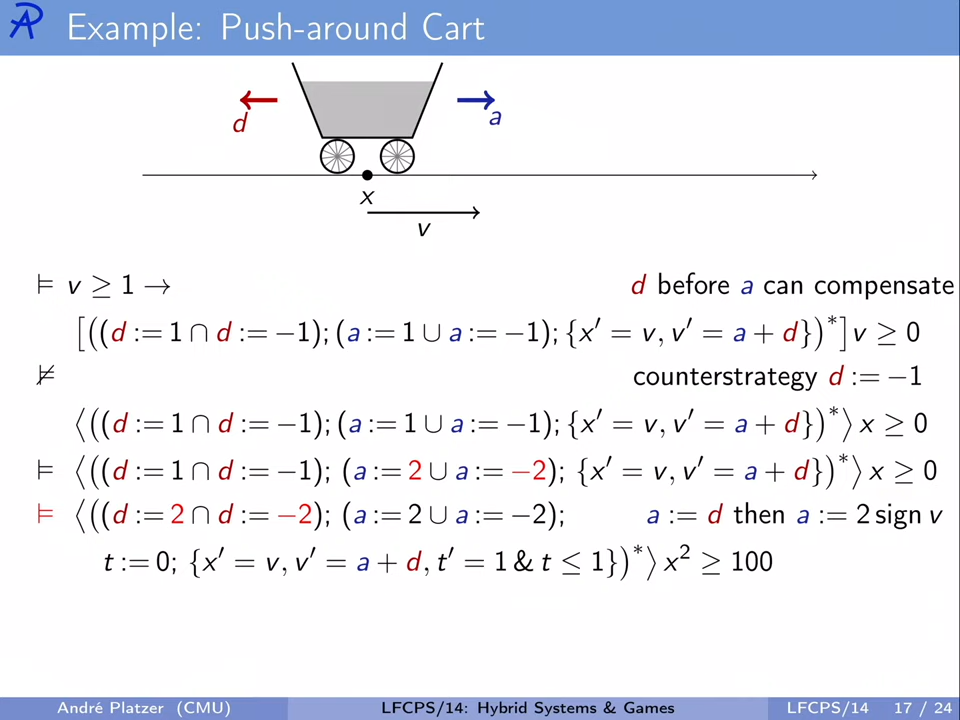 Example: Push-around Cart
d
a
x
v
⊨ v ≥ 1 → d before a can compensate
[((d := 1 ∩ d := −1); (a := 1 ∪ a := −1); {x′ = v, v′ = a + d})*] v ≥ 0
⊭ counterstrategy d := −1
⟨((d := 1 ∩ d := −1); (a := 1 ∪ a := −1); {x′ = v, v′ = a + d})*⟩ x ≥ 0
⊨ ⟨((d := 1 ∩ d := −1); (a := 2 ∪ a := −2); {x′ = v, v′ = a + d})*⟩ x ≥ 0
⊨ ⟨((d := 2 ∩ d := −2); (a := 2 ∪ a := −2); a := d then a := 2 sign v
t := 0; {x′ = v, v′ = a + d, t′ = 1 & t ≤ 1})*⟩ x² ≥ 100
André Platzer (CMU) LFCPS/14: Hybrid Systems & Games LFCPS/14 17 / 24